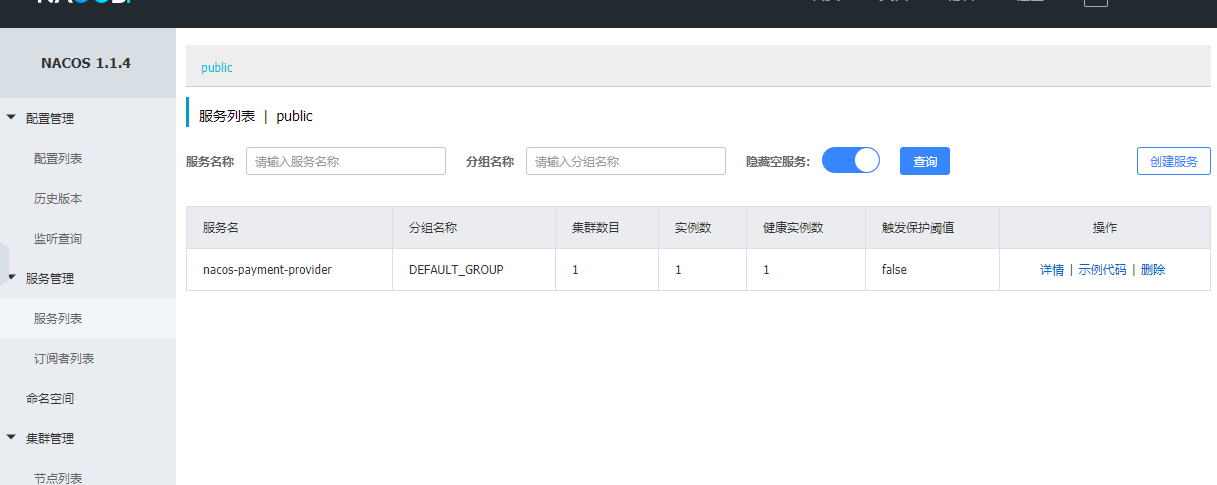 NACOS 1.1.4
配置管理
配置列表
历史版本
监听查询
服务管理
服务列表
订阅者列表
命名空间
集群管理
节点列表
public
服务列表 | public
服务名称 请输入服务名称 分组名称 请输入分组名称 隐藏空服务: 查询 创建服务
服务名 分组名称 集群数目 实例数 健康实例数 触发保护阈值 操作
nacos-payment-provider DEFAULT_GROUP 1 1 1 false 详情 | 示例代码 | 删除